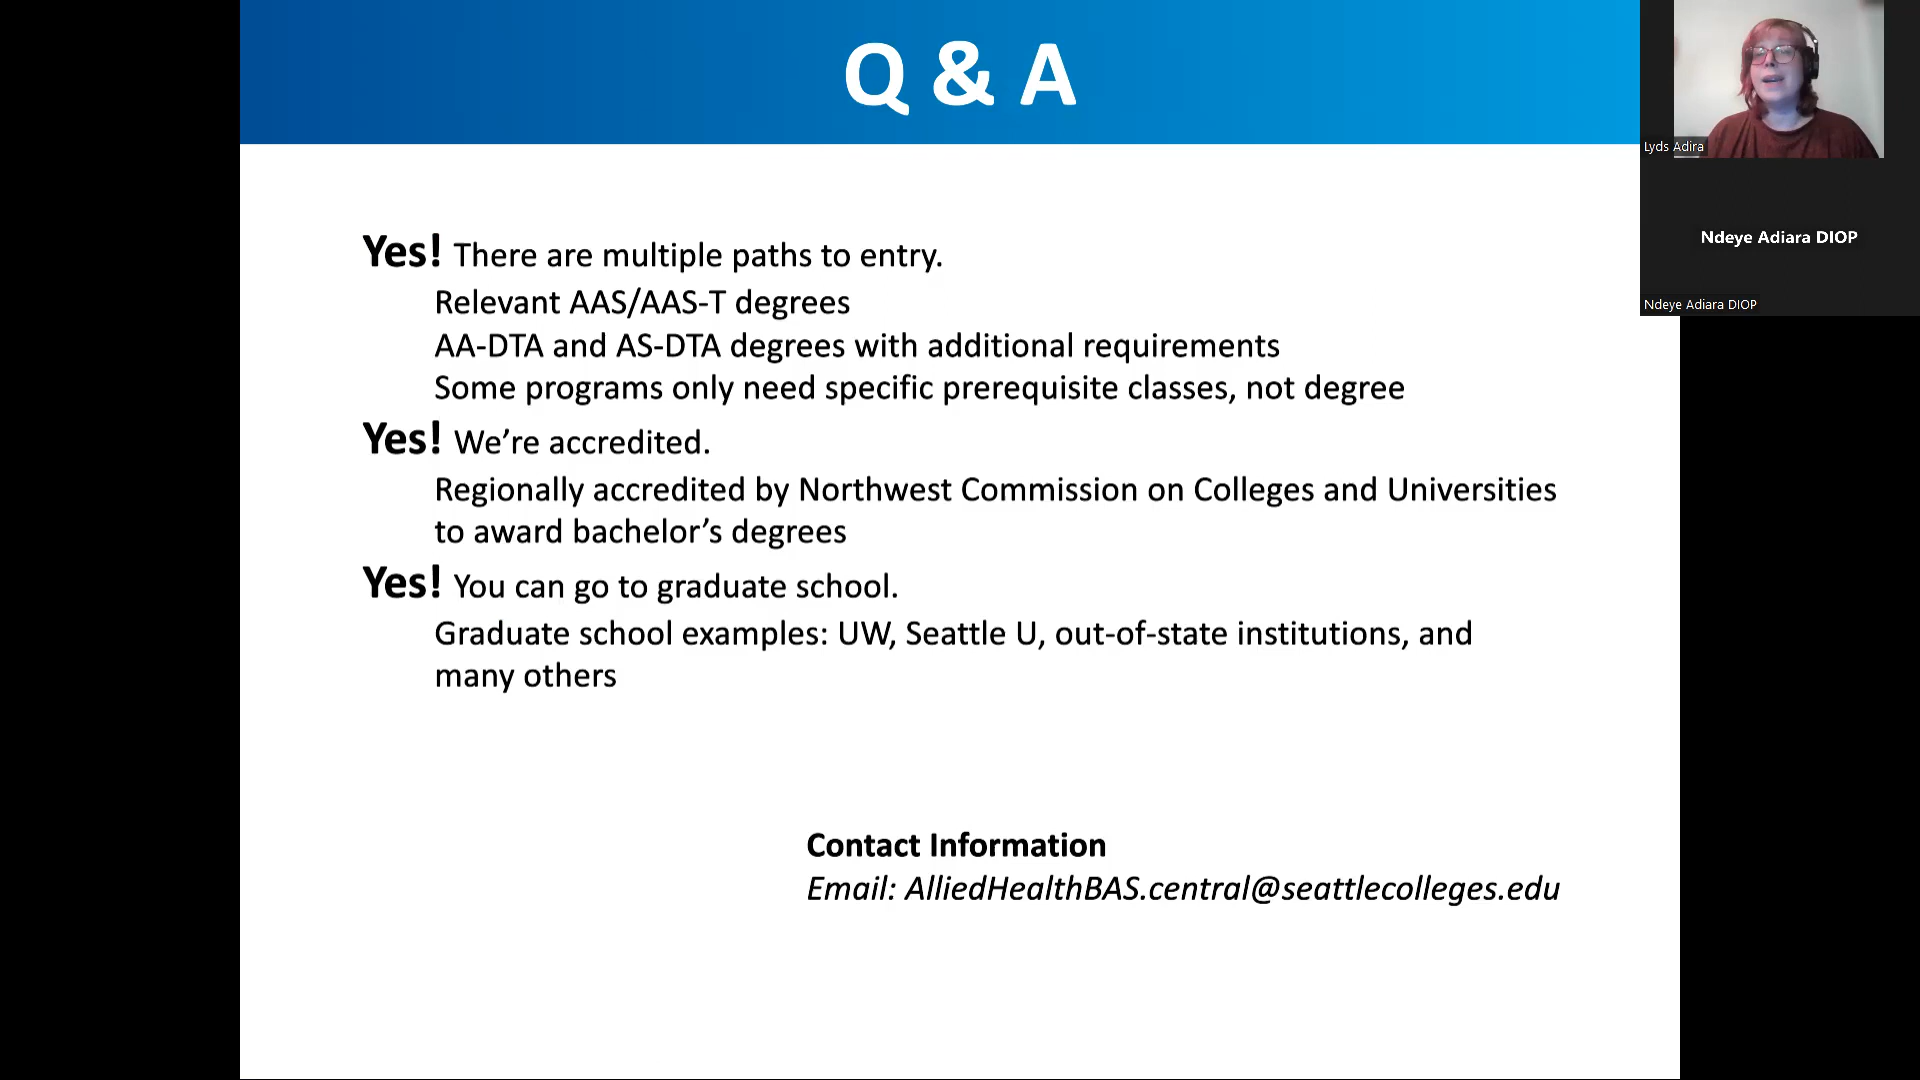 Q & A
Yes! There are multiple paths to entry.
Relevant AAS/AAS-T degrees
AA-DTA and AS-DTA degrees with additional requirements
Some programs only need specific prerequisite classes, not degree
Yes! We’re accredited.
Regionally accredited by Northwest Commission on Colleges and Universities
to award bachelor’s degrees
Yes! You can go to graduate school.
Graduate school examples: UW, Seattle U, out-of-state institutions, and
many others
Contact Information
Email: AlliedHealthBAS.central@seattlecolleges.edu
Lyds Adira
Ndeye Adiara DIOP
Ndeye Adiara DIOP